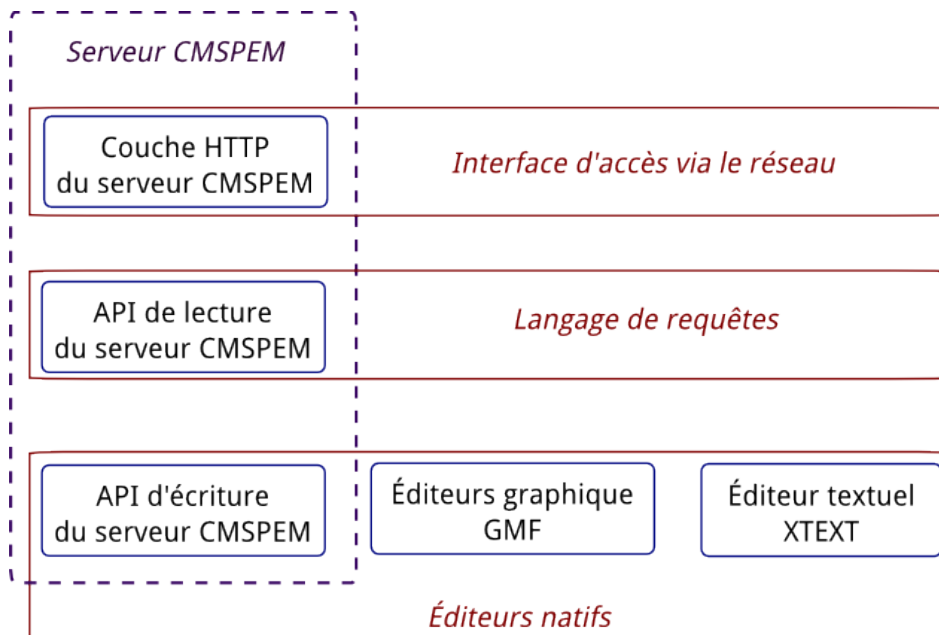 Serveur CMSPEM
Couche HTTP
du serveur CMSPEM
Interface d'accès via le réseau
API de lecture
du serveur CMSPEM
Langage de requêtes
API d'écriture
du serveur CMSPEM
Éditeurs graphique
GMF
Éditeur textuel
XTEXT
Éditeurs natifs